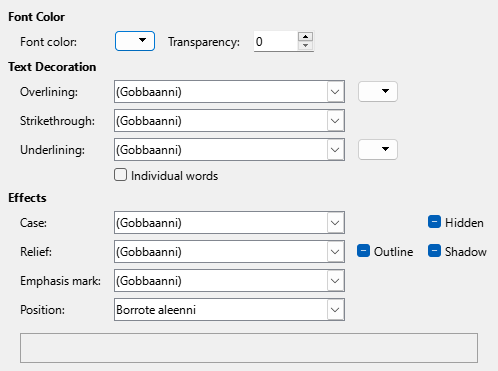 Font Color
Font color: Transparency: 0
Text Decoration
Overlining: (Gobbaanni)
Strikethrough: (Gobbaanni)
Underlining: (Gobbaanni)
Individual words
Effects
Case: (Gobbaanni) Hidden
Relief: (Gobbaanni) Outline Shadow
Emphasis mark: (Gobbaanni)
Position: Borrote aleenni